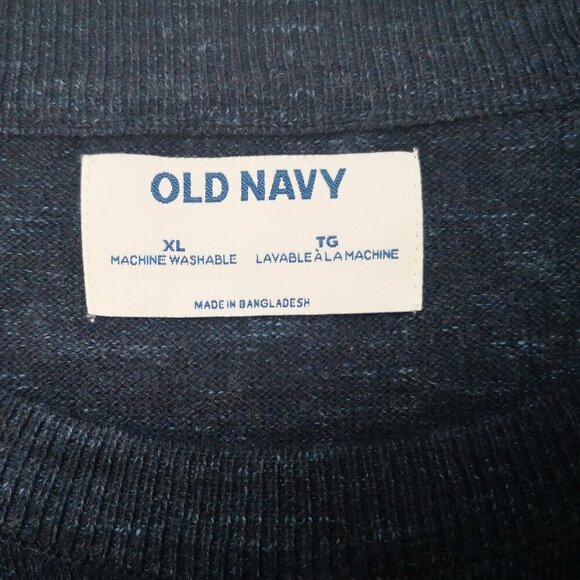 OLD NAVY
XL TG
MACHINE WASHABLE LAVABLE À LA MACHINE
MADE IN BANGLADESH